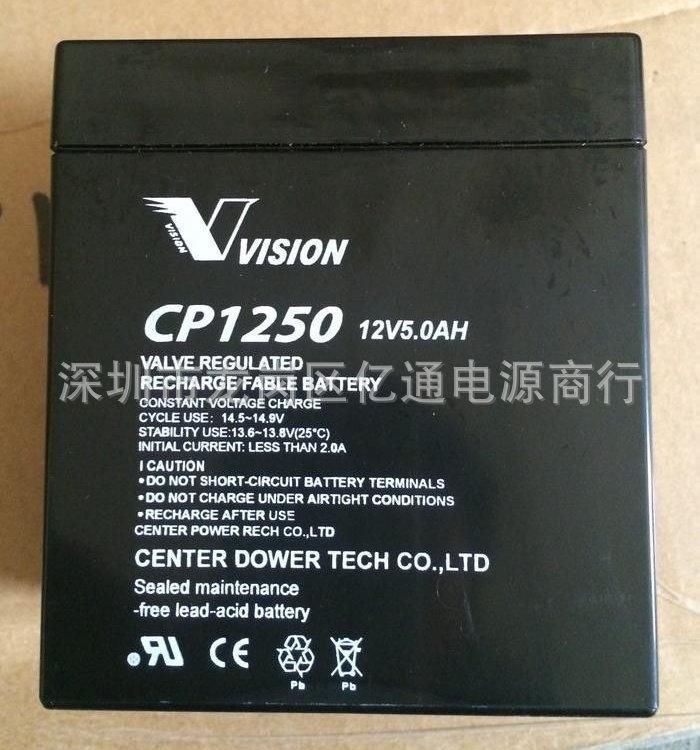 VISION
VISION
CP1250 12V5.0AH
VALVE REGULATED
深圳市龙岗区亿通电源商行
RECHARGE FABLE BATTERY
CONSTANT VOLTAGE CHARGE
CYCLE USE: 14.5~14.9V
STABILITY USE:13.6~13.8V(25°C)
INITIAL CURRENT: LESS THAN 2.0A
I CAUTION
•DO NOT SHORT-CIRCUIT BATTERY TERMINALS
•DO NOT CHARGE UNDER AIRTIGHT CONDITIONS
•RECHARGE AFTER USE
CENTER POWER RECH CO.,LTD
CENTER DOWER TECH CO.,LTD
Sealed maintenance
-free lead-acid battery
CE
Pb Pb